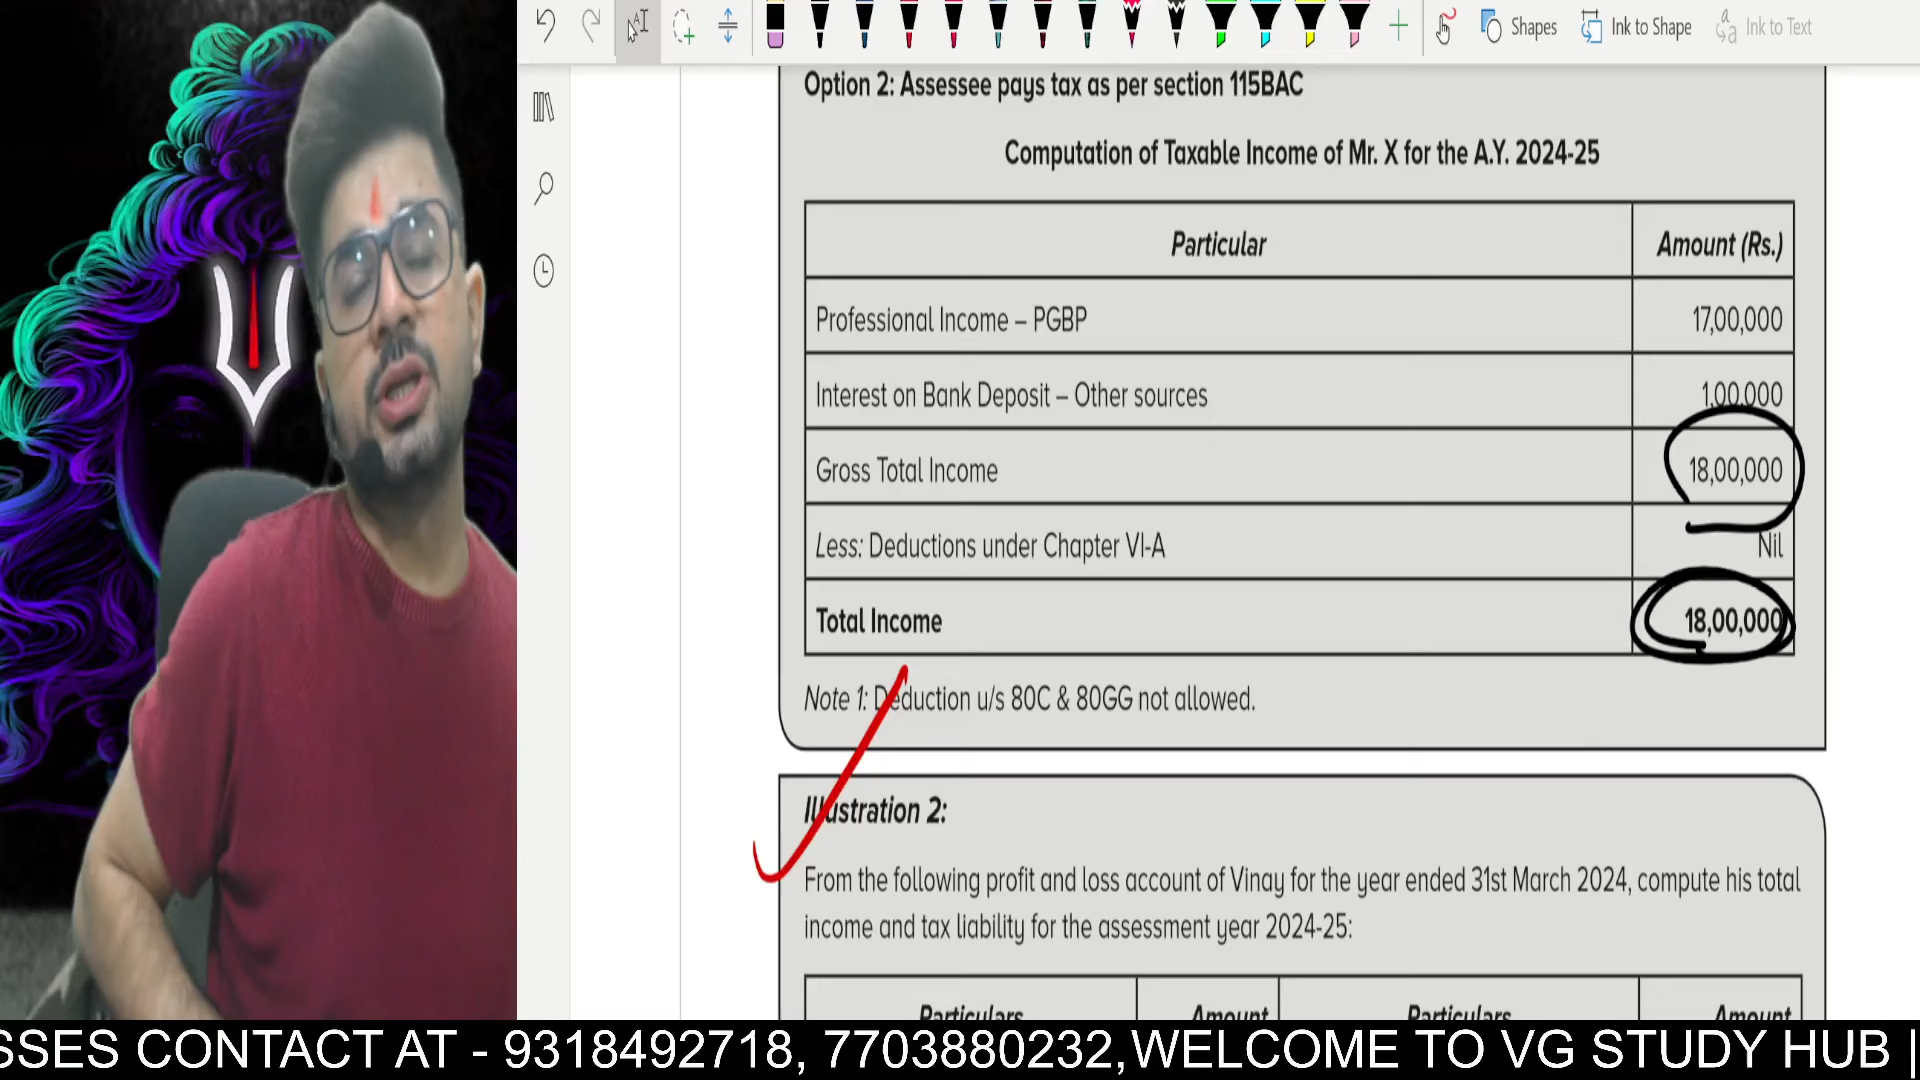 Shapes
Ink to Shape
Ink to Text
Option 2: Assessee pays tax as per section 115BAC
Computation of Taxable Income of Mr. X for the A.Y. 2024-25
Particular Amount (Rs.)
Professional Income – PGBP 17,00,000
Interest on Bank Deposit – Other sources 1,00,000
Gross Total Income 18,00,000
Less: Deductions under Chapter VI-A Nil
Total Income 18,00,000
Note 1: Deduction u/s 80C & 80GG not allowed.
Illustration 2:
From the following profit and loss account of Vinay for the year ended 31st March 2024, compute his total
income and tax liability for the assessment year 2024-25:
Particulars Amount Particulars Amount
SSES CONTACT AT - 9318492718, 7703880232,WELCOME TO VG STUDY HUB |